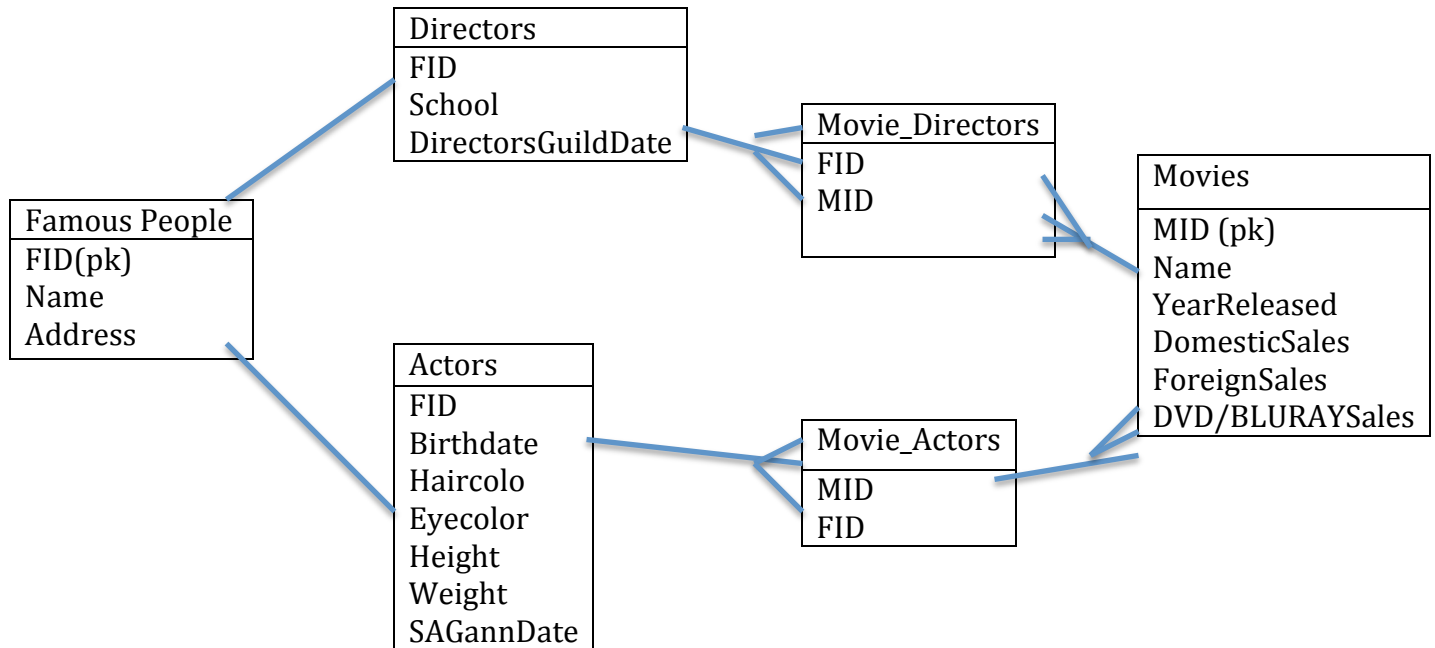 Directors
FID
School
DirectorsGuildDate
Movie_Directors
FID
MID
Movies
MID (pk)
Name
YearReleased
DomesticSales
ForeignSales
DVD/BLURAYSales
Famous People
FID(pk)
Name
Address
Actors
FID
Birthdate
Haircolo
Eyecolor
Height
Weight
SAGannDate
Movie_Actors
MID
FID